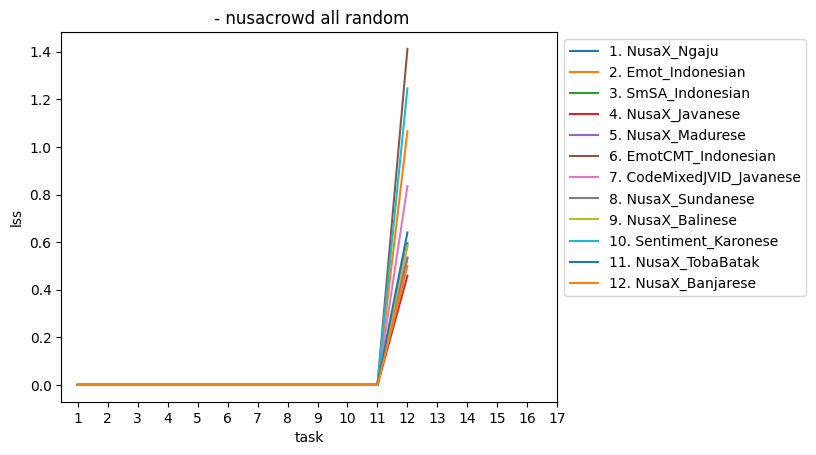 - nusacrowd all random
lss
1.4
1.2
1.0
0.8
0.6
0.4
0.2
0.0
1 2 3 4 5 6 7 8 9 10 11 12 13 14 15 16 17
task
1. NusaX_Ngaju
2. Emot_Indonesian
3. SmSA_Indonesian
4. NusaX_Javanese
5. NusaX_Madurese
6. EmotCMT_Indonesian
7. CodeMixedJVID_Javanese
8. NusaX_Sundanese
9. NusaX_Balinese
10. Sentiment_Karonese
11. NusaX_TobaBatak
12. NusaX_Banjarese